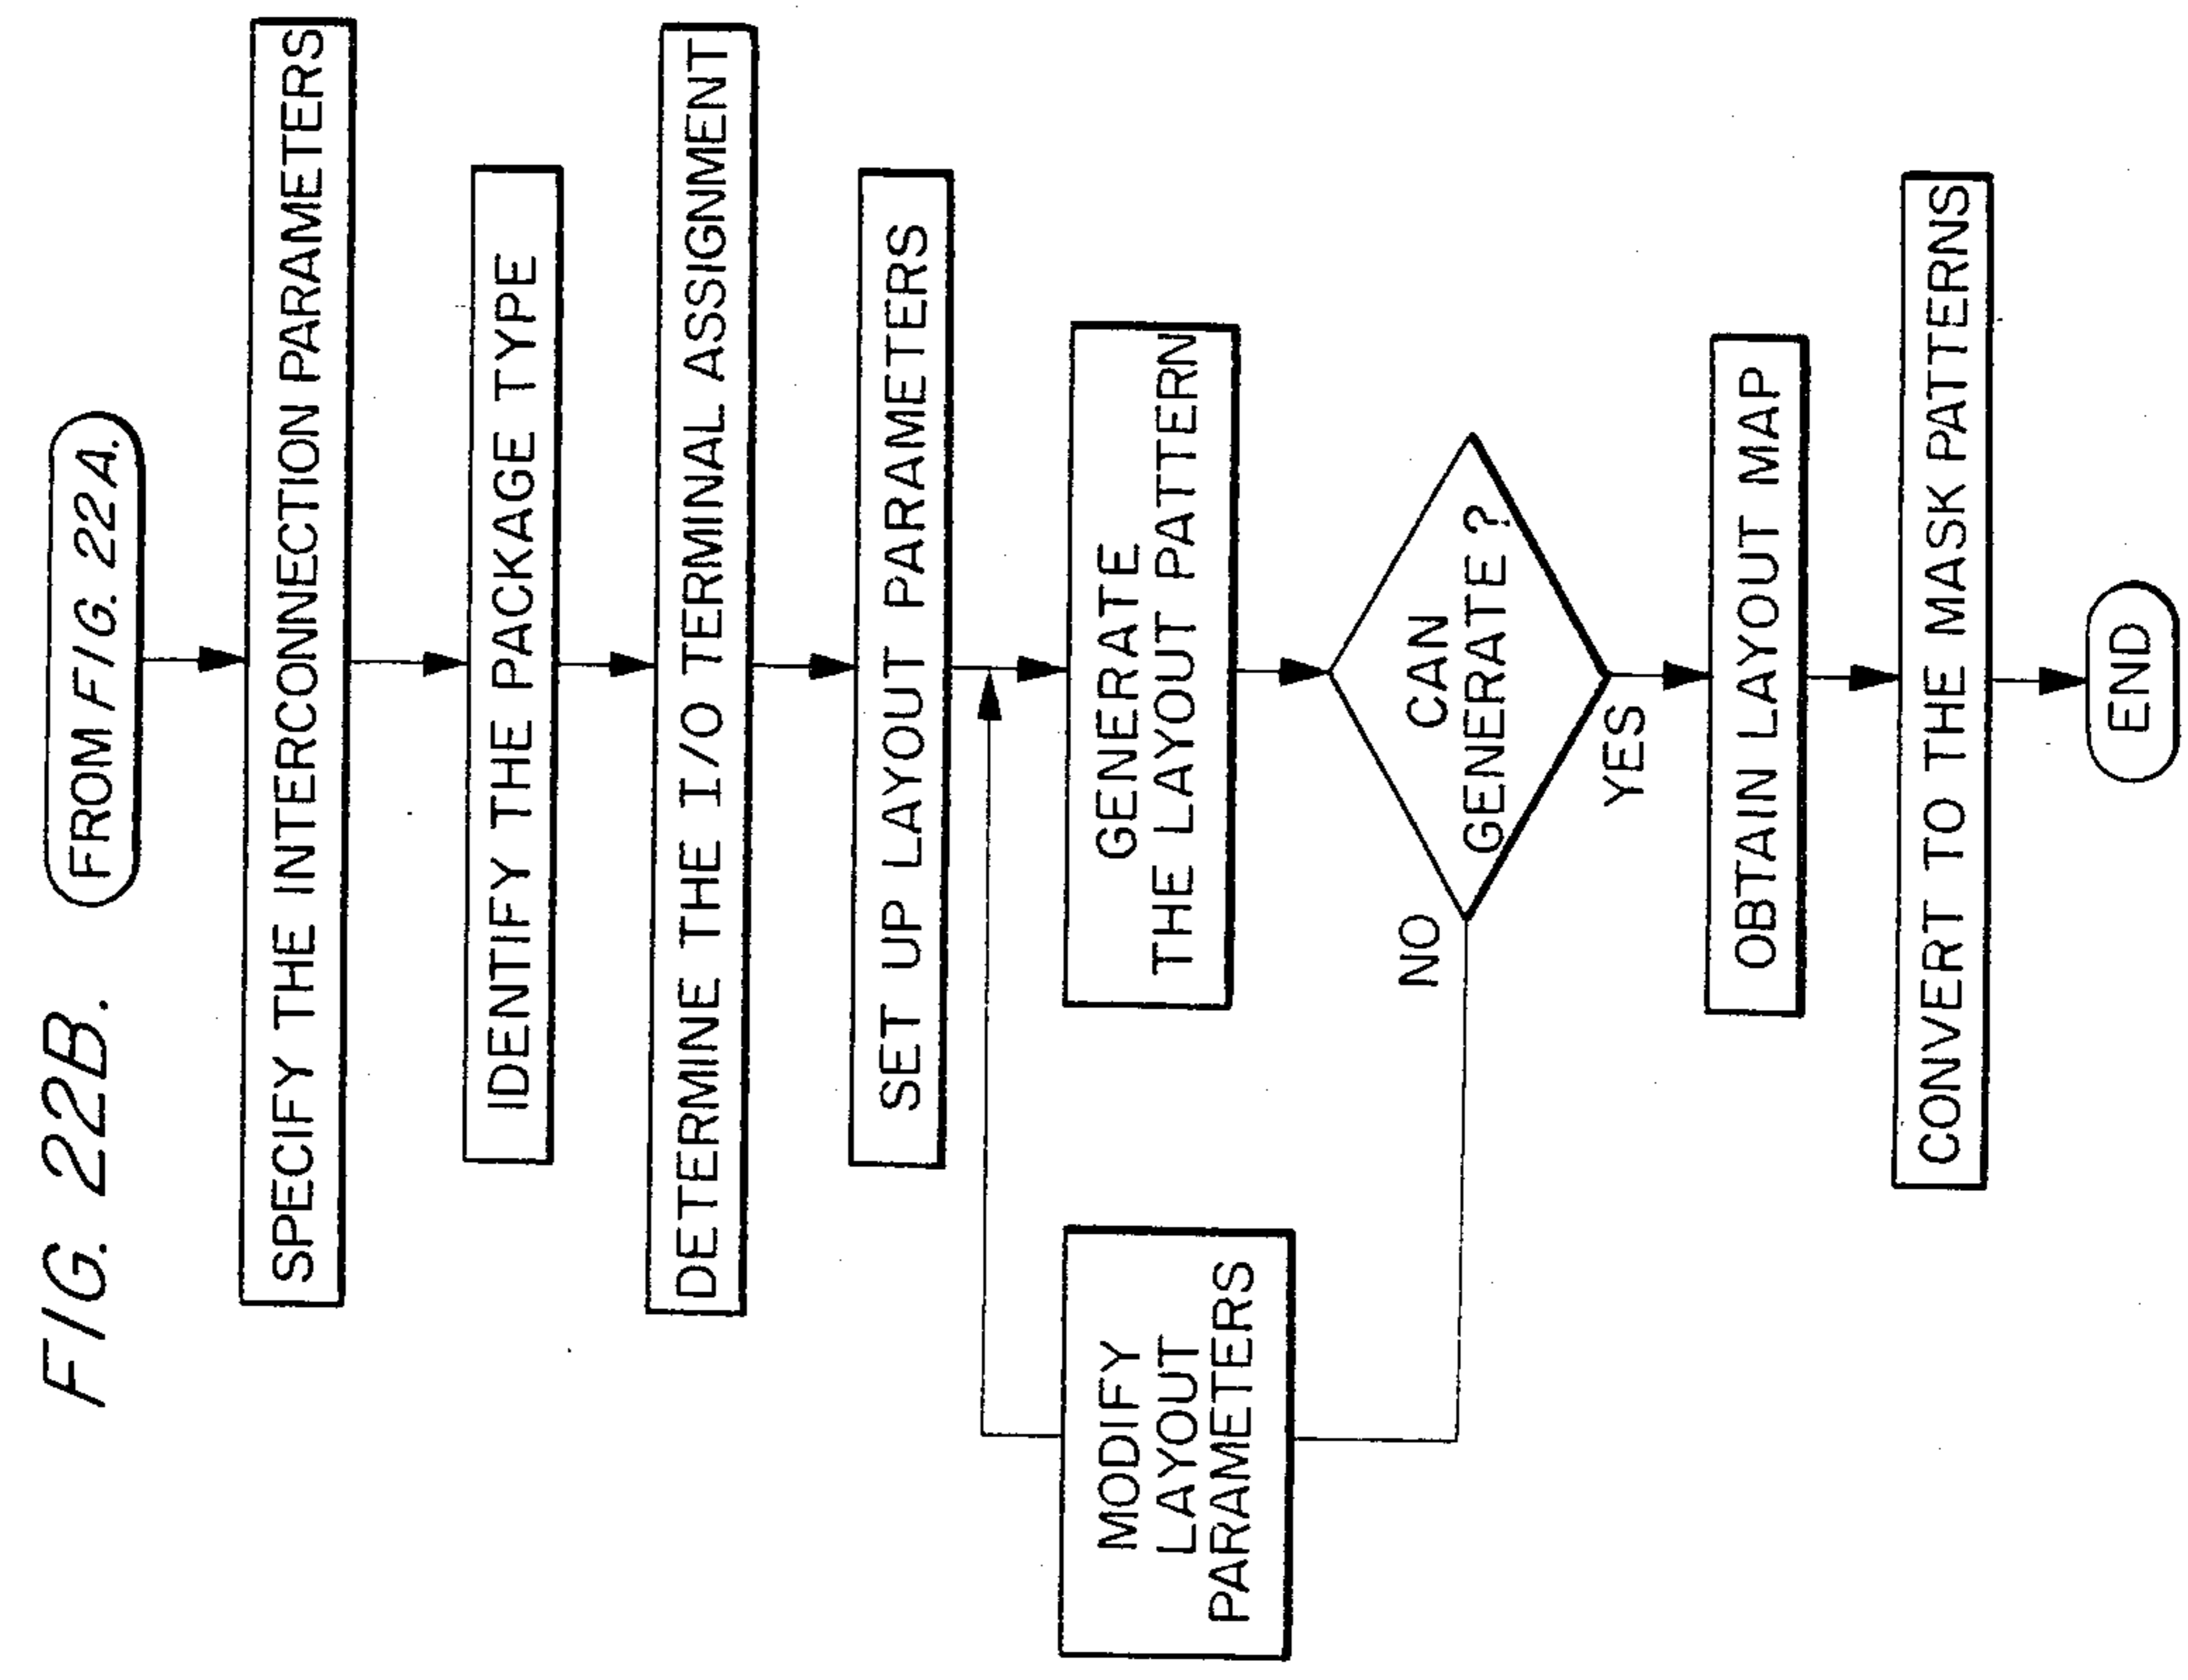 FIG. 22B.
FROM FIG. 22A.
SPECIFY THE INTERCONNECTION PARAMETERS
IDENTIFY THE PACKAGE TYPE
DETERMINE THE I/O TERMINAL ASSIGNMENT
SET UP LAYOUT PARAMETERS
GENERATE
THE LAYOUT PATTERN
MODIFY
LAYOUT
PARAMETERS
CAN
GENERATE ?
NO
YES
OBTAIN LAYOUT MAP
CONVERT TO THE MASK PATTERNS
END